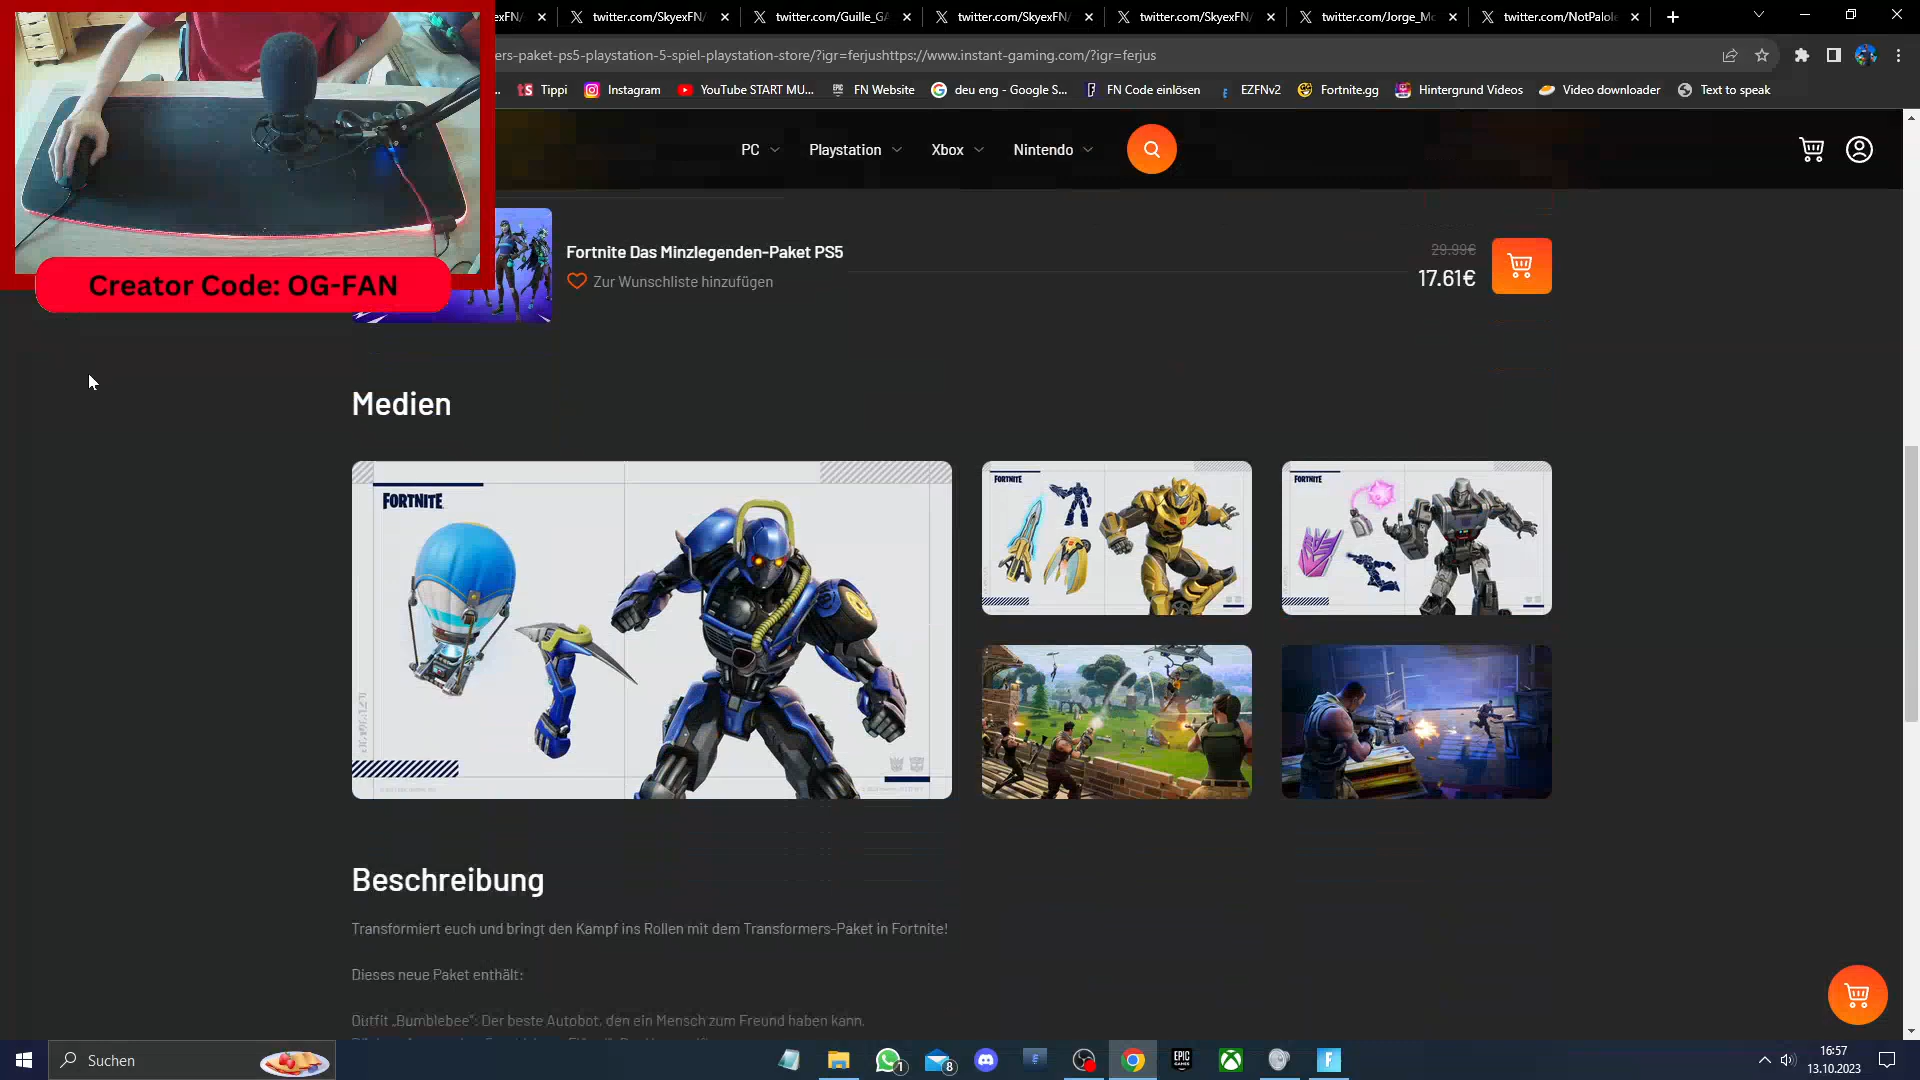 exFN/
twitter.com/SkyexFN/
twitter.com/Guille_GA
twitter.com/SkyexFN/
twitter.com/SkyexFN/
twitter.com/Jorge_Mo
twitter.com/NotPalole
ers-paket-ps5-playstation-5-spiel-playstation-store/?igr=ferjushttps://www.instant-gaming.com/?igr=ferjus
... Tippi Instagram YouTube START MU... FN Website deu eng - Google S... FN Code einlösen EZFNv2 Fortnite.gg Hintergrund Videos Video downloader Text to speak
PC Playstation Xbox Nintendo
Fortnite Das Minzlegenden-Paket PS5
29.99€
Zur Wunschliste hinzufügen
17.61€
Creator Code: OG-FAN
Medien
FORTNITE
FORTNITE
FORTNITE
Beschreibung
Transformiert euch und bringt den Kampf ins Rollen mit dem Transformers-Paket in Fortnite!
Dieses neue Paket enthält:
Outfit „Bumblebee“: Der beste Autobot, den ein Mensch zum Freund haben kann.
Suchen
1
8
EPIC GAMES
16:57
13.10.2023